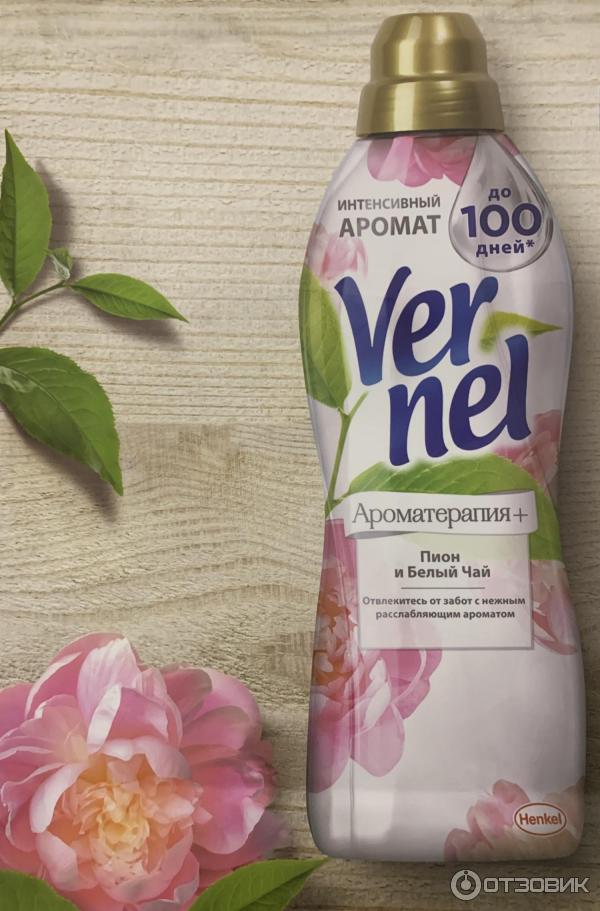 ИНТЕНСИВНЫЙ
АРОМАТ
до
100
дней*
Ver
nel
Ароматерапия+
Пион
и Белый Чай
Отвлекитесь от забот с нежным
расслабляющим ароматом
Henkel
ОТЗОВИК